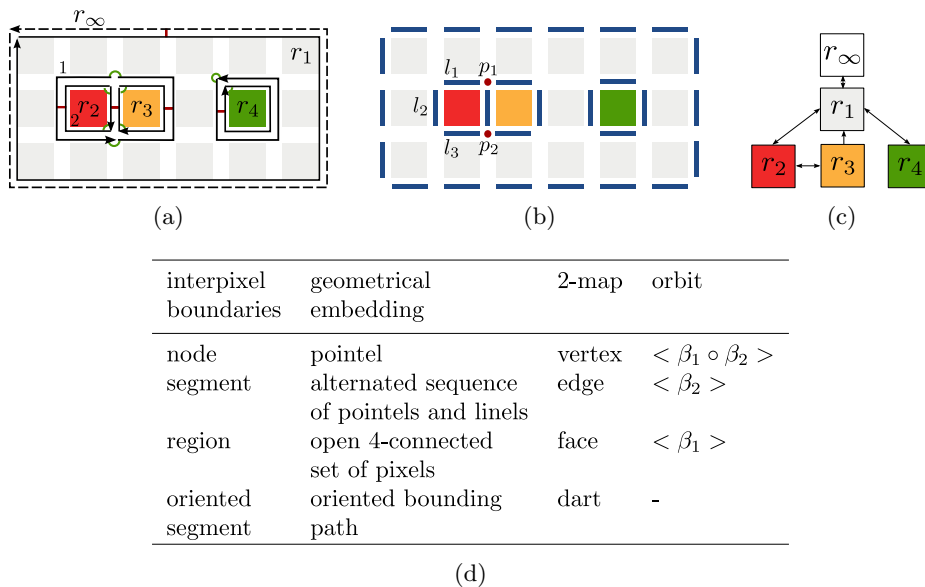 r∞
r1
1
r2
r3
r4
2
(a)
l1
p1
l2
l3
p2
(b)
r∞
r1
r2
r3
r4
(c)
interpixel boundaries
geometrical embedding
2-map
orbit
node
pointel
vertex
< β1 ∘ β2 >
segment
alternated sequence of pointels and linels
edge
< β2 >
region
open 4-connected set of pixels
face
< β1 >
oriented segment
oriented bounding path
dart
-
(d)